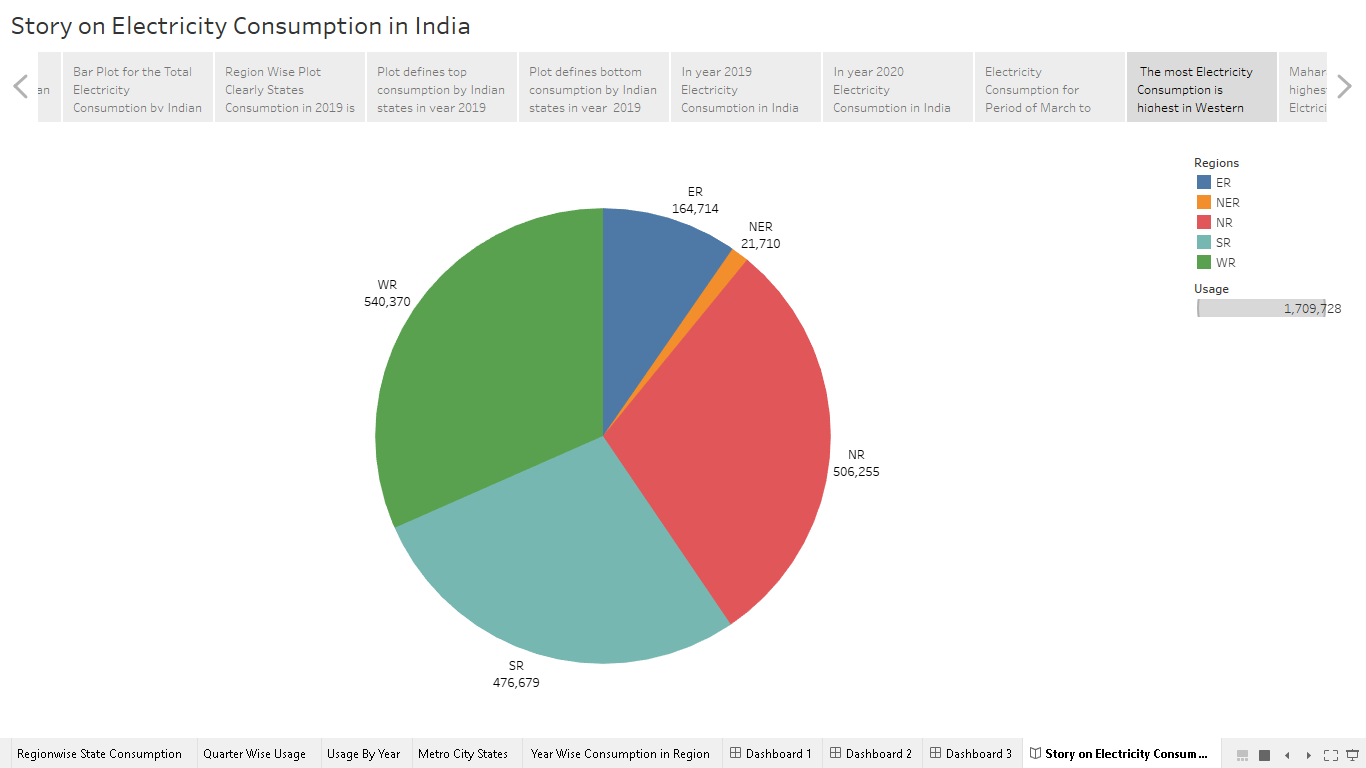 Story on Electricity Consumption in India
an
Bar Plot for the Total
Electricity
Consumption by Indian
Region Wise Plot
Clearly States
Consumption in 2019 is
Plot defines top
consumption by Indian
states in year 2019
Plot defines bottom
consumption by Indian
states in year 2019
In year 2019
Electricity
Consumption in India
In year 2020
Electricity
Consumption in India
Electricity
Consumption for
Period of March to
The most Electricity
Consumption is
highest in Western
Mahar
highest
Elctrici
Regions
ER
NER
NR
SR
WR
Usage
1,709,728
ER
164,714
NER
21,710
WR
540,370
NR
506,255
SR
476,679
Regionwise State Consumption
Quarter Wise Usage
Usage By Year
Metro City States
Year Wise Consumption in Region
Dashboard 1
Dashboard 2
Dashboard 3
Story on Electricity Consum...